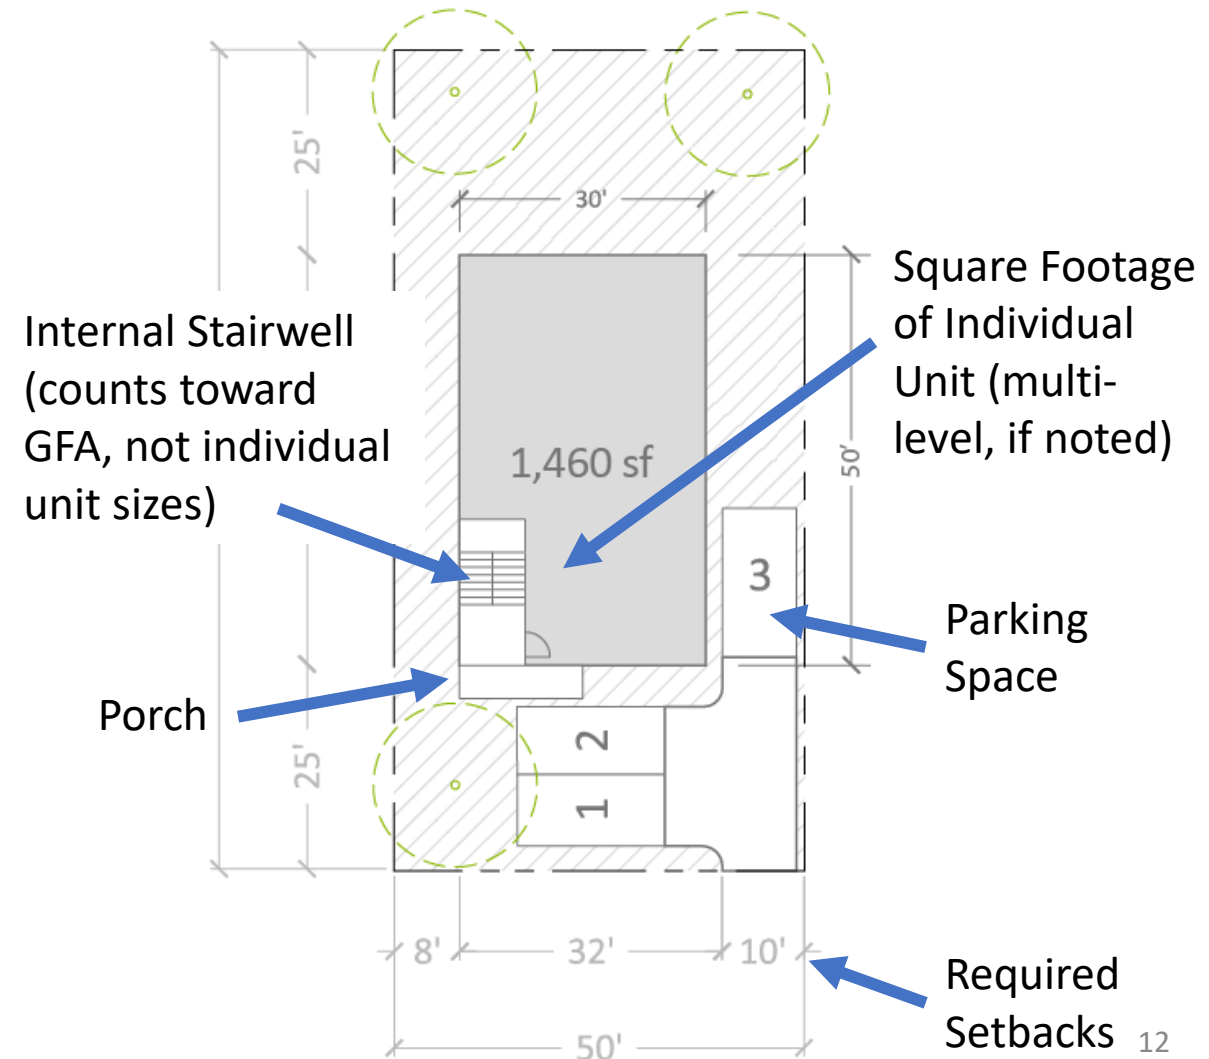 25'
30'
Square Footage
of Individual
Unit (multi-
level, if noted)
Internal Stairwell
(counts toward
GFA, not individual
unit sizes)
1,460 sf
50'
3
Parking
Space
Porch
2
1
25'
8'
32'
10'
Required
Setbacks
50'
12